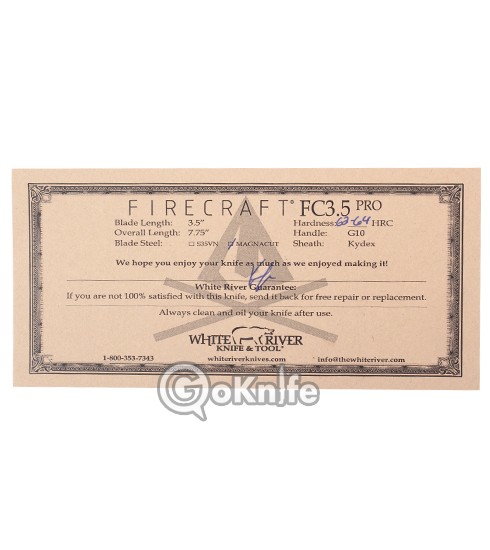 FIRECRAFT® FC3.5 PRO
Blade Length: 3.5" Hardness: 62-64 HRC
Overall Length: 7.75" Handle: G10
Blade Steel: □ S35VN ☑ MAGNACUT Sheath: Kydex
We hope you enjoy your knife as much as we enjoyed making it!
White River Guarantee:
If you are not 100% satisfied with this knife, send it back for free repair or replacement.
Always clean and oil your knife after use.
WHITE RIVER
KNIFE & TOOL®
1-800-353-7343 whiteriverknives.com info@thewhiteriver.com
GoKnife